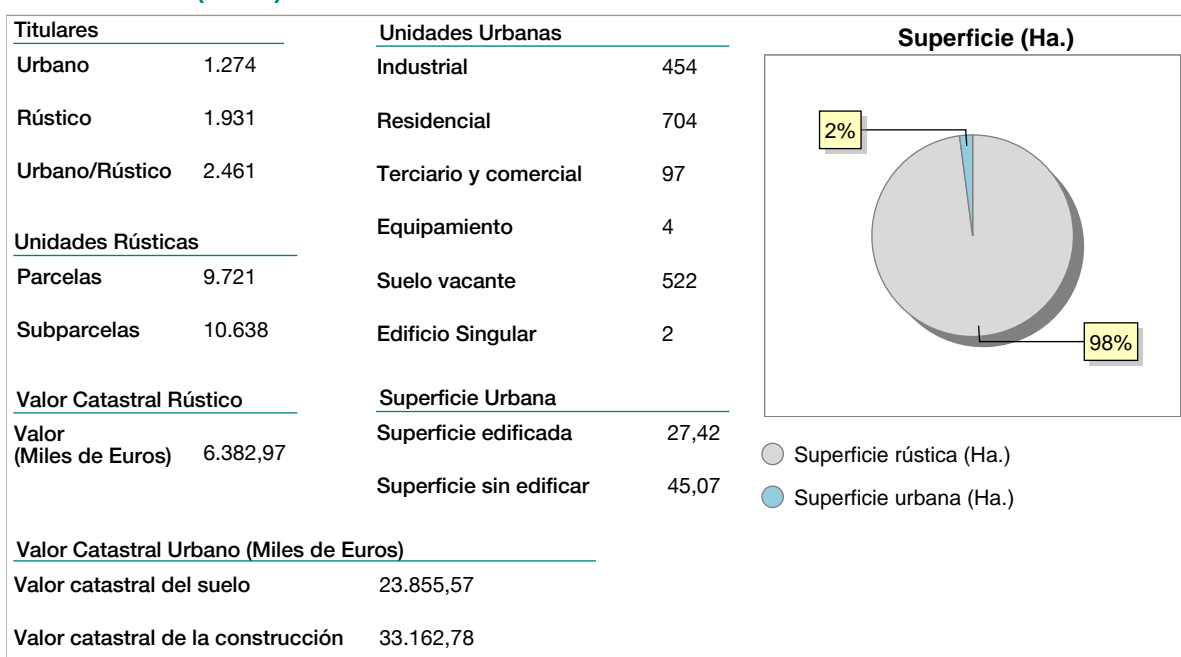 Titulares
Urbano 1.274
Rústico 1.931
Urbano/Rústico 2.461
Unidades Rústicas
Parcelas 9.721
Subparcelas 10.638
Valor Catastral Rústico
Valor
(Miles de Euros) 6.382,97
Unidades Urbanas
Industrial 454
Residencial 704
Terciario y comercial 97
Equipamiento 4
Suelo vacante 522
Edificio Singular 2
Superficie Urbana
Superficie edificada 27,42
Superficie sin edificar 45,07
Valor Catastral Urbano (Miles de Euros)
Valor catastral del suelo 23.855,57
Valor catastral de la construcción 33.162,78
Superficie (Ha.)
2%
98%
Superficie rústica (Ha.)
Superficie urbana (Ha.)